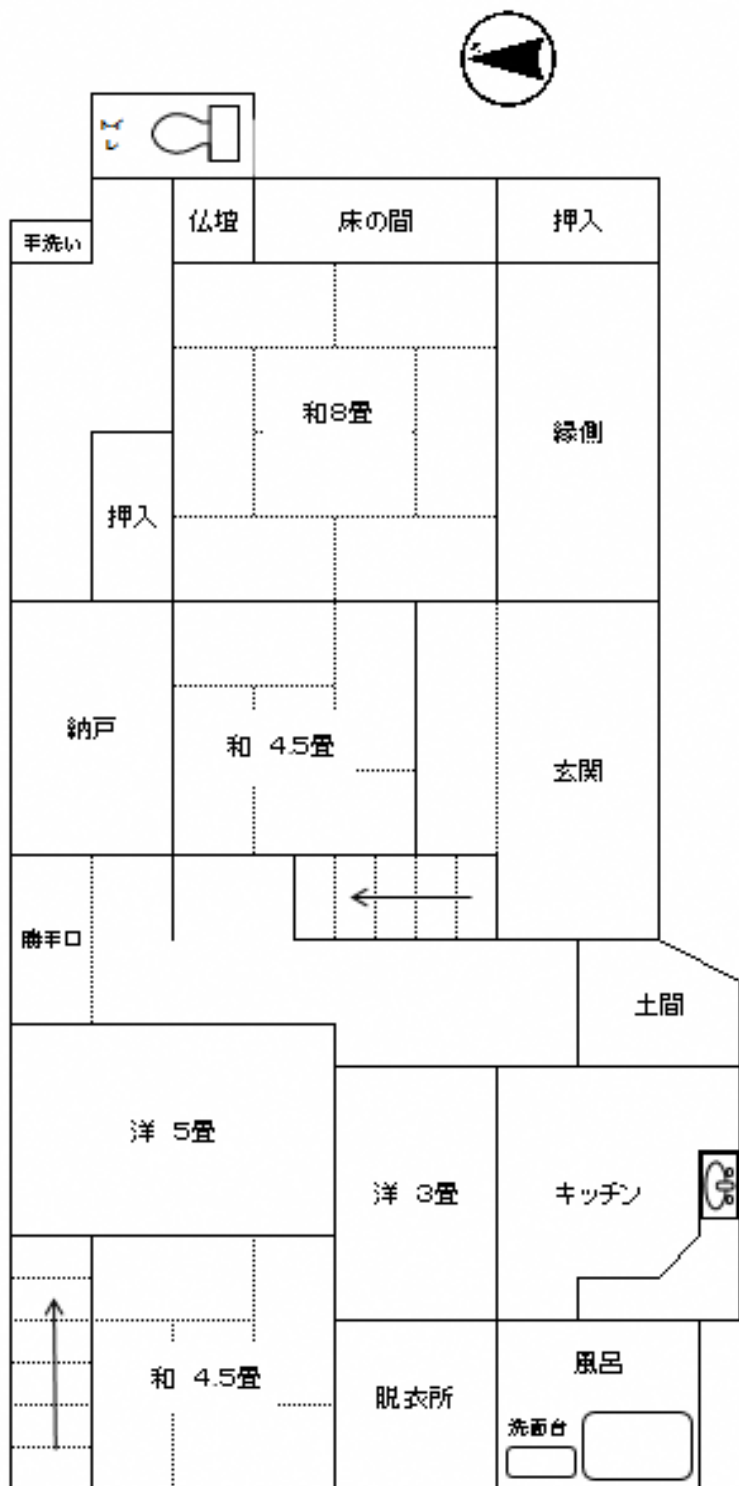 仏壇
床の間
押入
手洗い
和8畳
縁側
押入
納戸
和 4.5畳
玄関
勝手口
土間
洋 5畳
洋 3畳
キッチン
和 4.5畳
脱衣所
風呂
洗面台